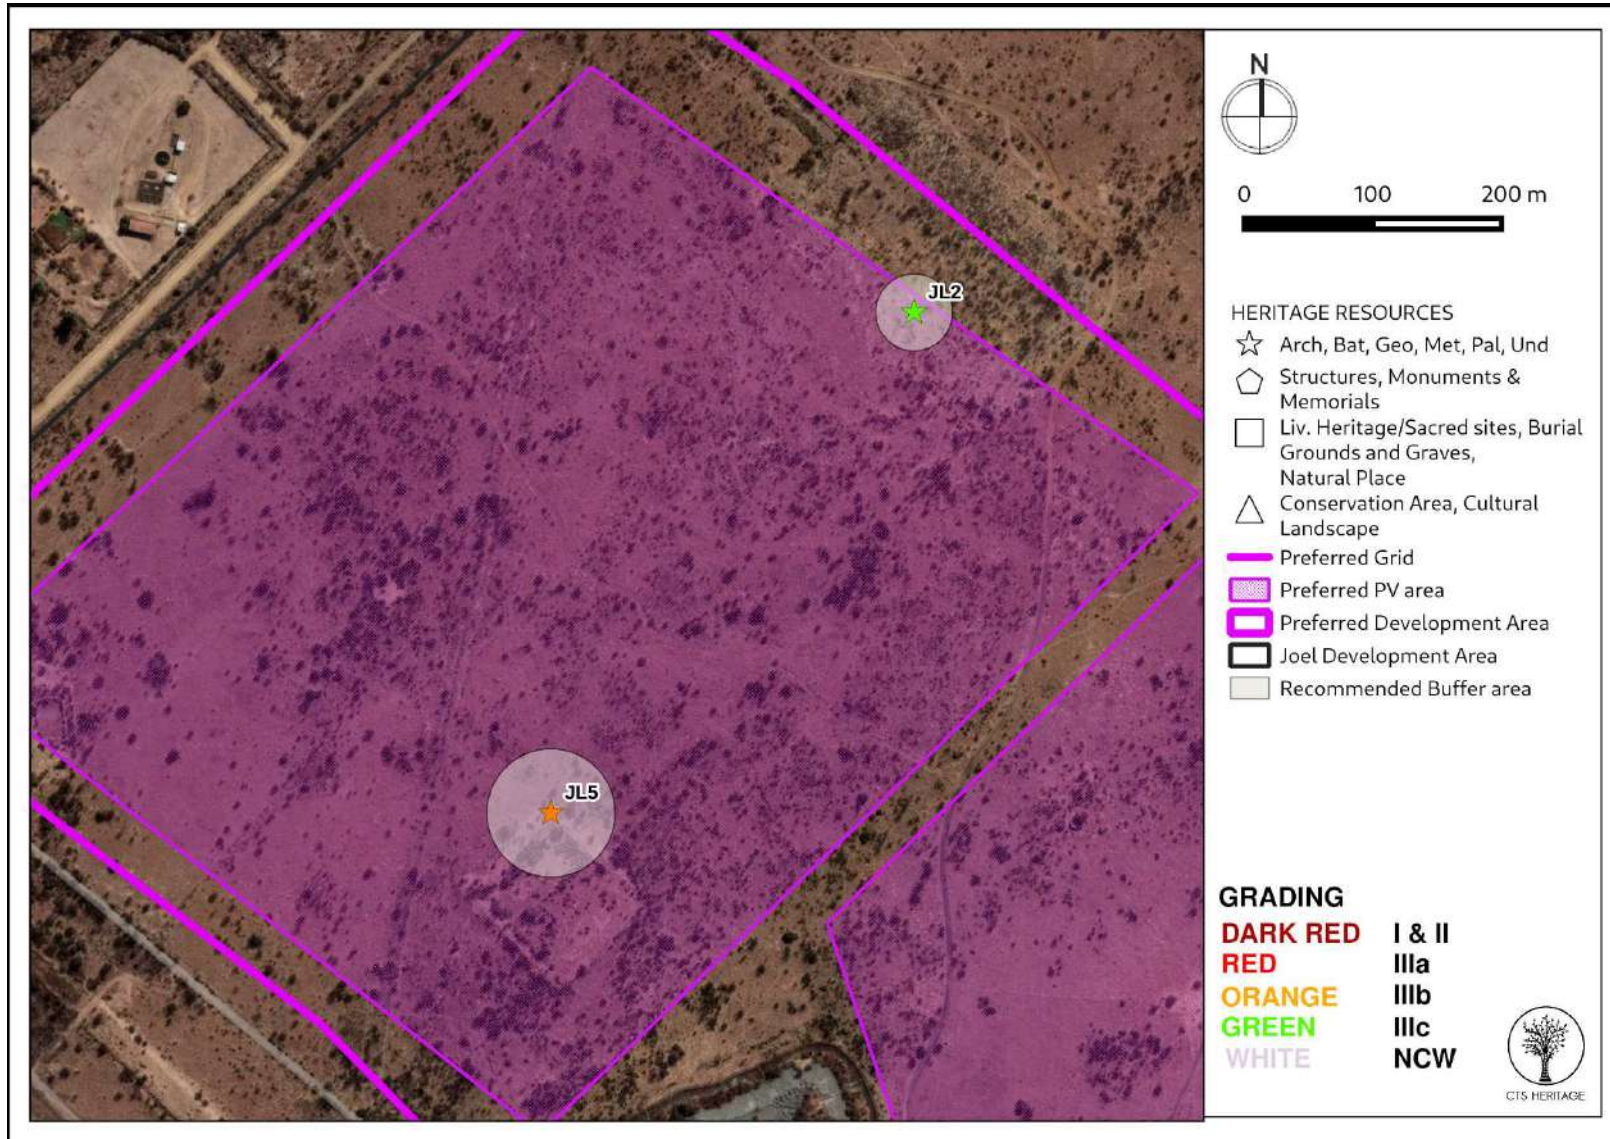 N
0 100 200 m
JL2
HERITAGE RESOURCES
Arch, Bat, Geo, Met, Pal, Und
Structures, Monuments &
Memorials
Liv. Heritage/Sacred sites, Burial
Grounds and Graves,
Natural Place
Conservation Area, Cultural
Landscape
Preferred Grid
Preferred PV area
Preferred Development Area
Joel Development Area
Recommended Buffer area
JL5
GRADING
DARK RED I & II
RED IIIa
ORANGE IIIb
GREEN IIIc
WHITE NCW
CTS HERITAGE